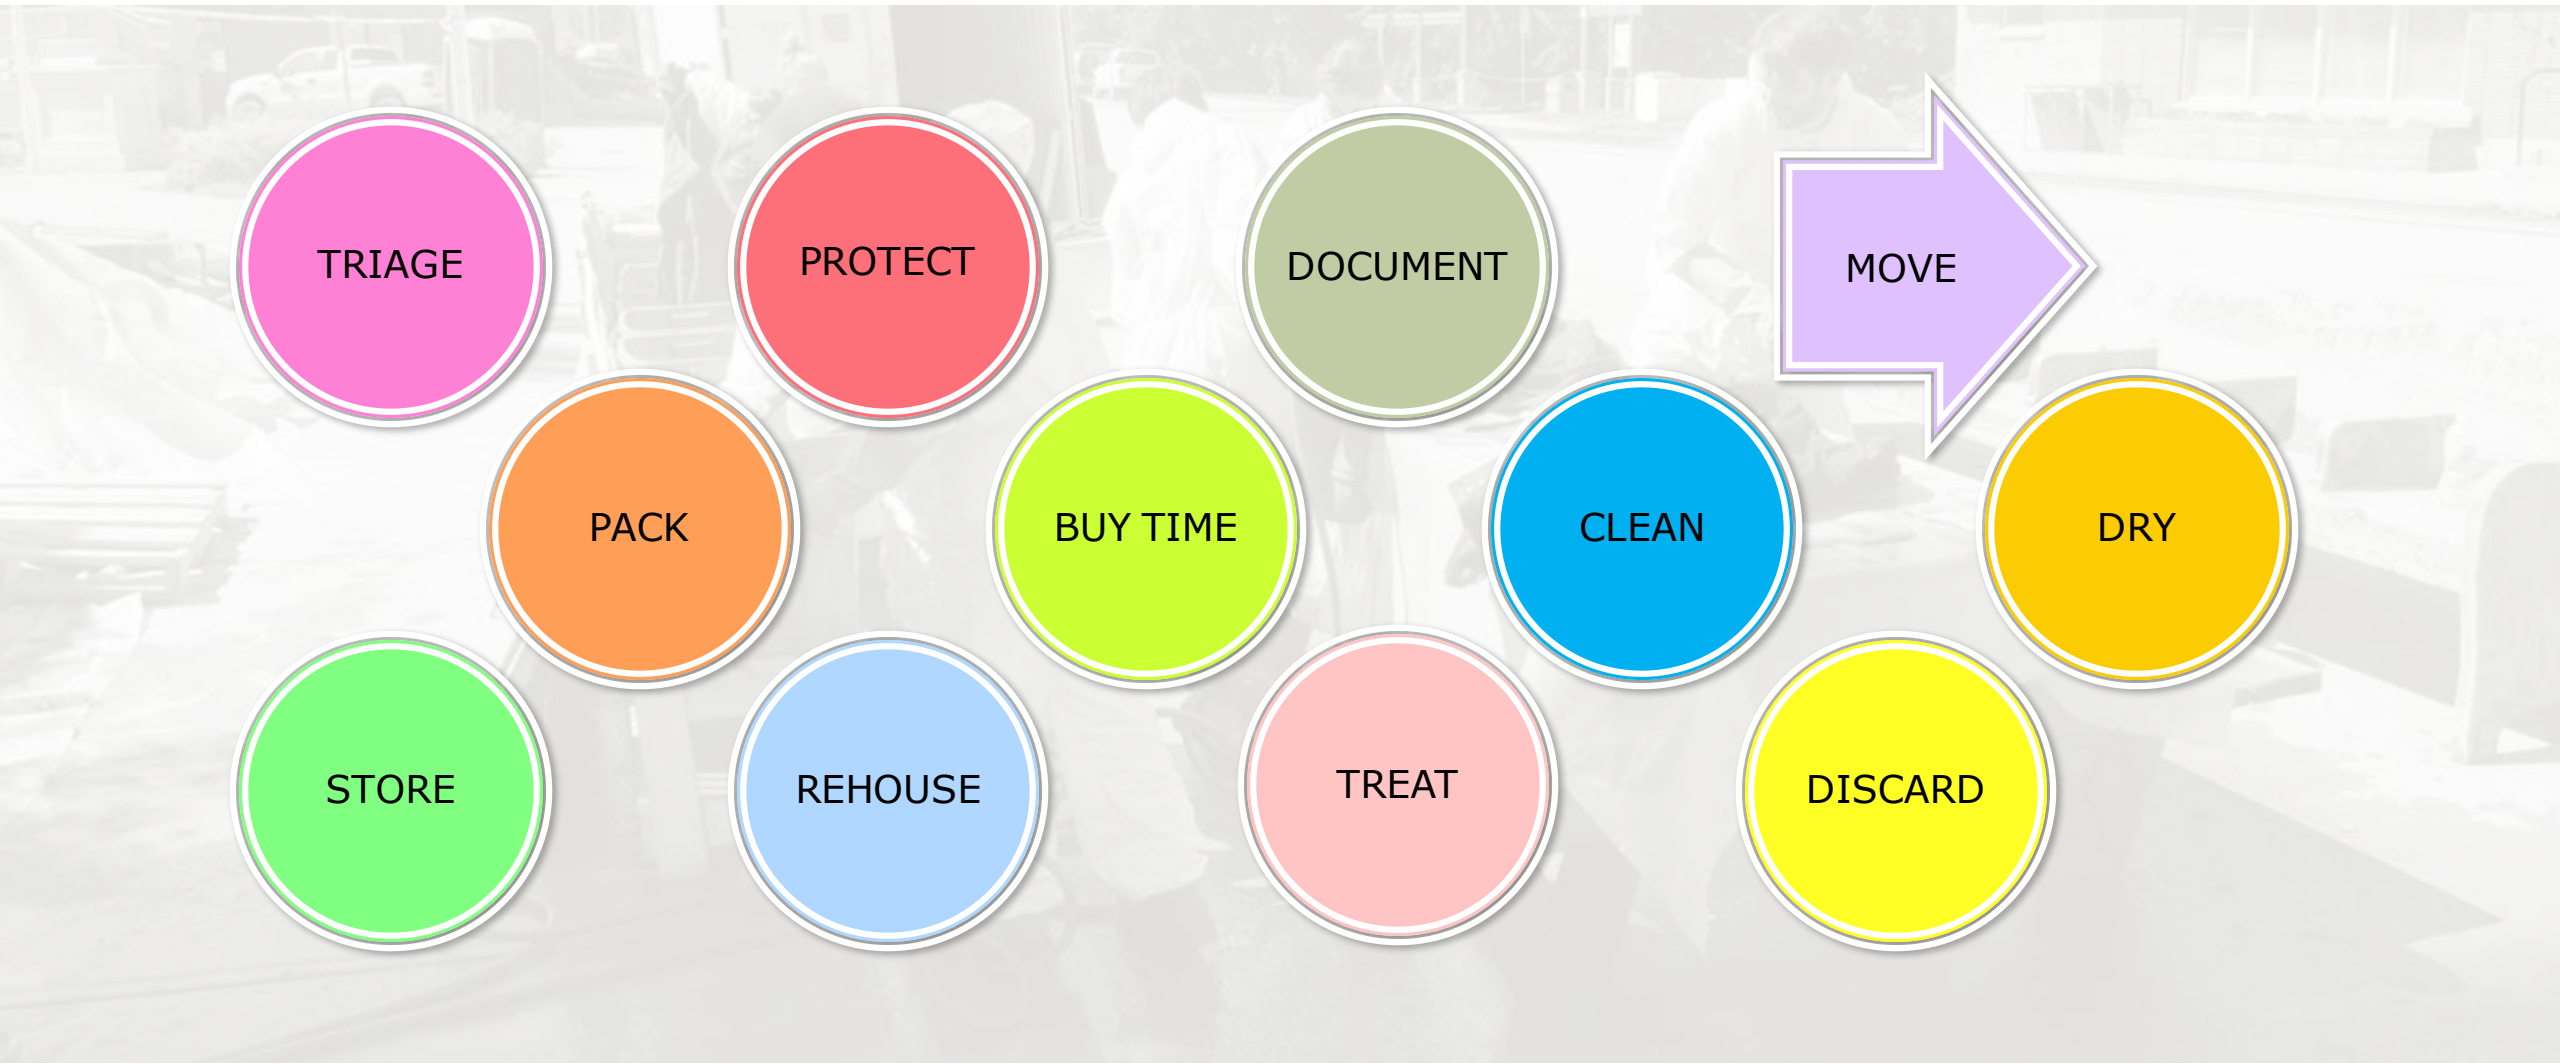 TRIAGE
PROTECT
DOCUMENT
MOVE
PACK
BUY TIME
CLEAN
DRY
STORE
REHOUSE
TREAT
DISCARD